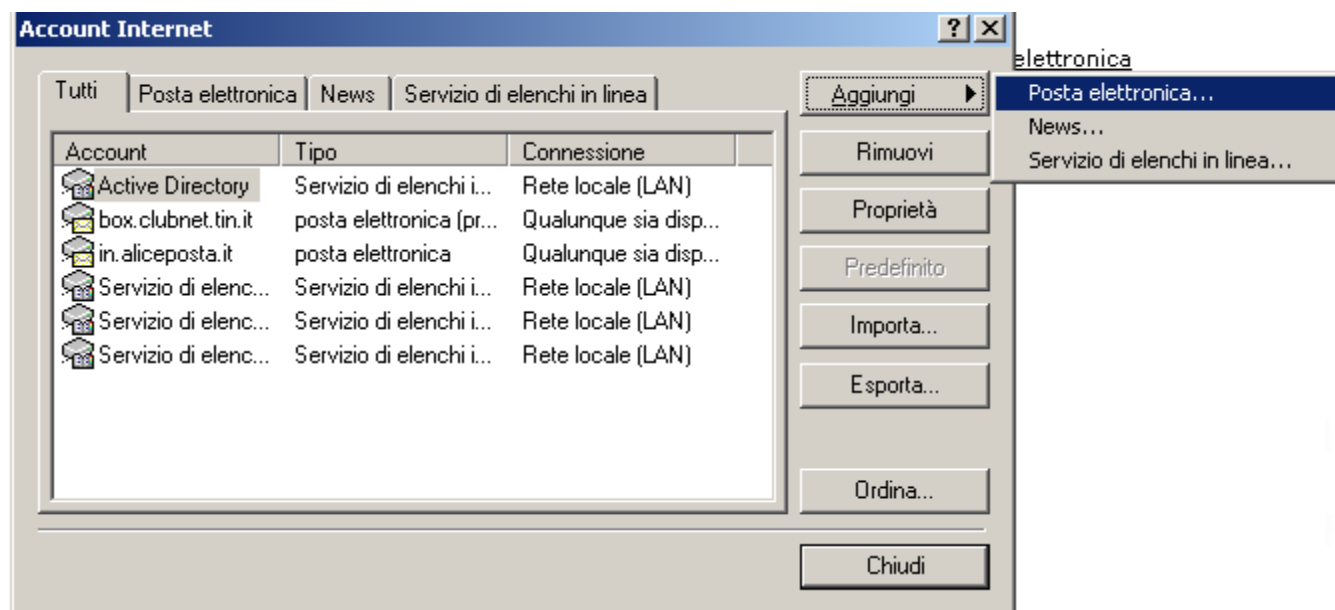 Account Internet
elettronica
Tutti Posta elettronica News Servizio di elenchi in linea
Aggiungi
Posta elettronica...
News...
Servizio di elenchi in linea...
Account Tipo Connessione
Active Directory Servizio di elenchi i... Rete locale (LAN)
box.clubnet.tin.it posta elettronica (pr... Qualunque sia disp...
in.aliceposta.it posta elettronica Qualunque sia disp...
Servizio di elenc... Servizio di elenchi i... Rete locale (LAN)
Servizio di elenc... Servizio di elenchi i... Rete locale (LAN)
Servizio di elenc... Servizio di elenchi i... Rete locale (LAN)
Rimuovi
Proprietà
Predefinito
Importa...
Esporta...
Ordina...
Chiudi